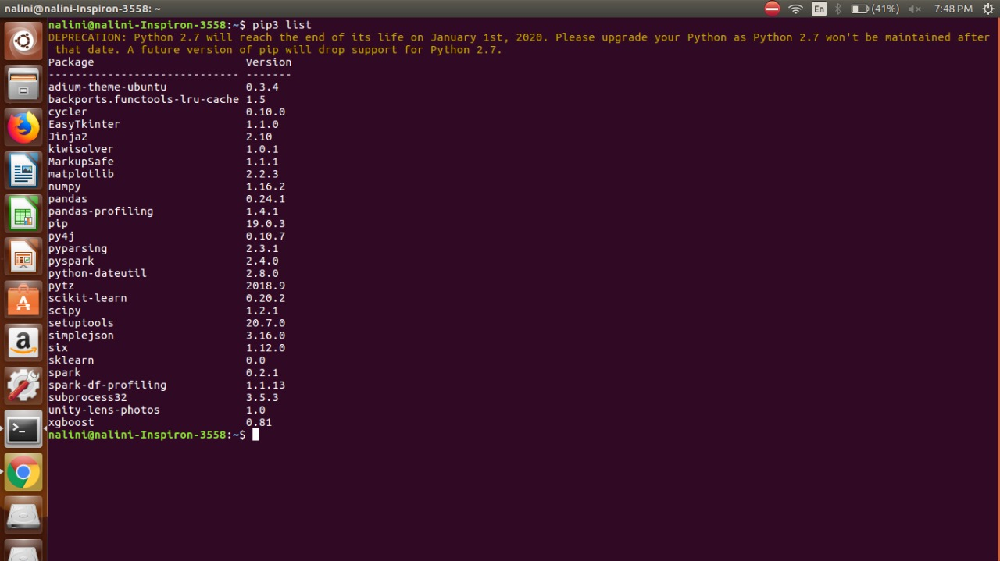 nalini@nalini-Inspiron-3558: ~
En
(41%)
7:48 PM
nalini@nalini-Inspiron-3558:~$ pip3 list
DEPRECATION: Python 2.7 will reach the end of its life on January 1st, 2020. Please upgrade your Python as Python 2.7 won't be maintained after
that date. A future version of pip will drop support for Python 2.7.
Package Version
----------------------------- -------
adium-theme-ubuntu 0.3.4
backports.functools-lru-cache 1.5
cycler 0.10.0
EasyTkinter 1.1.0
Jinja2 2.10
kiwisolver 1.0.1
MarkupSafe 1.1.1
matplotlib 2.2.3
numpy 1.16.2
pandas 0.24.1
pandas-profiling 1.4.1
pip 19.0.3
py4j 0.10.7
pyparsing 2.3.1
pyspark 2.4.0
python-dateutil 2.8.0
pytz 2018.9
scikit-learn 0.20.2
scipy 1.2.1
setuptools 20.7.0
simplejson 3.16.0
six 1.12.0
sklearn 0.0
spark 0.2.1
spark-df-profiling 1.1.13
subprocess32 3.5.3
unity-lens-photos 1.0
xgboost 0.81
nalini@nalini-Inspiron-3558:~$